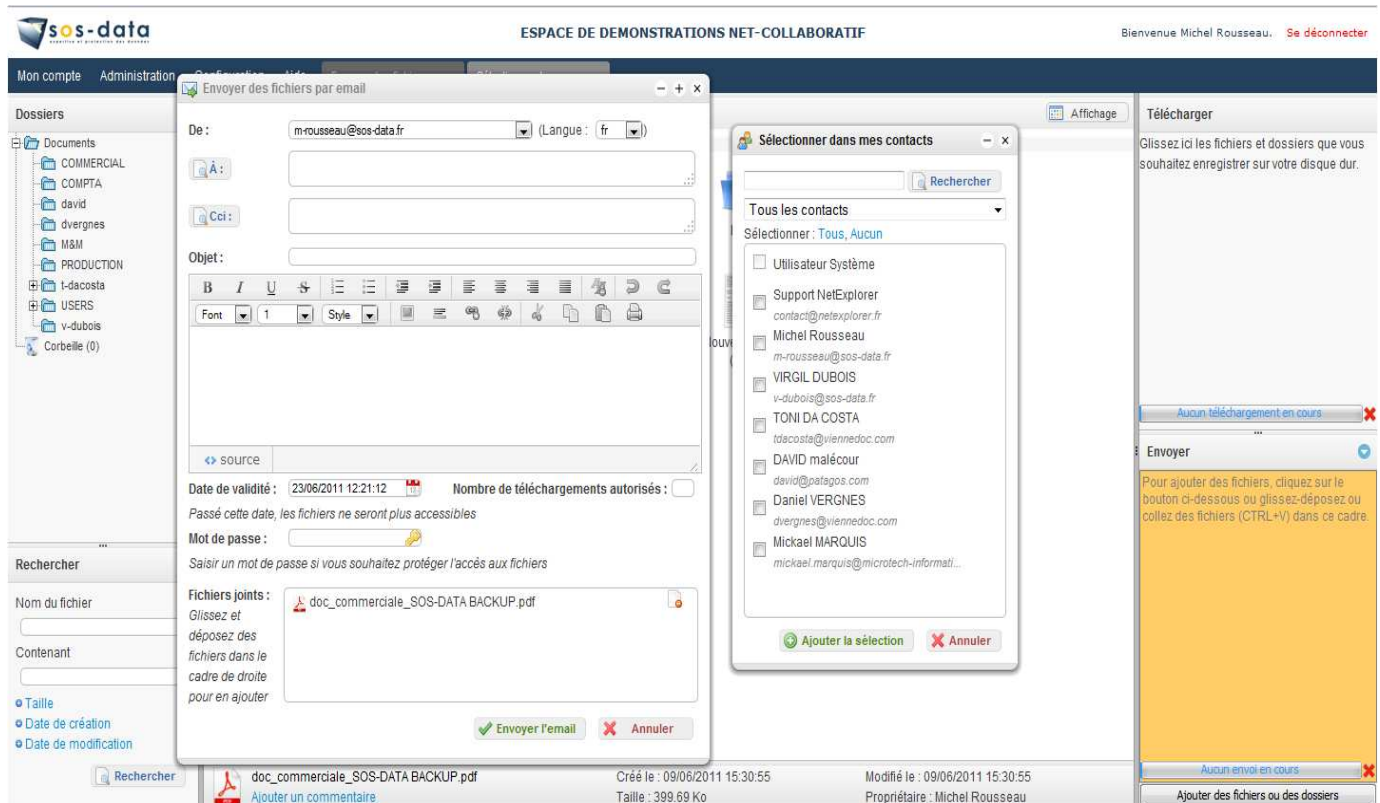 sos-data
expertise et protection des données
ESPACE DE DEMONSTRATIONS NET-COLLABORATIF
Bienvenue Michel Rousseau. Se déconnecter
Mon compte Administration
Dossiers
Documents
COMMERCIAL
COMPTA
david
dvergnes
M&M
PRODUCTION
t-dacosta
USERS
v-dubois
Corbeille (0)
Rechercher
Nom du fichier
Contenant
Taille
Date de création
Date de modification
Rechercher
Envoyer des fichiers par email
De :
m-rousseau@sos-data.fr
(Langue : fr )
À :
Cci :
Objet :
B I U S
Font 1 Style
<> source
Date de validité : 23/06/2011 12:21:12 Nombre de téléchargements autorisés :
Passé cette date, les fichiers ne seront plus accessibles
Mot de passe :
Saisir un mot de passe si vous souhaitez protéger l'accès aux fichiers
Fichiers joints :
Glissez et
déposez des
fichiers dans le
cadre de droite
pour en ajouter
doc_commerciale_SOS-DATA BACKUP.pdf
Envoyer l'email Annuler
Affichage
Sélectionner dans mes contacts
Rechercher
Tous les contacts
Sélectionner : Tous, Aucun
Utilisateur Système
Support NetExplorer
contact@netexplorer.fr
Michel Rousseau
m-rousseau@sos-data.fr
VIRGIL DUBOIS
v-dubois@sos-data.fr
TONI DA COSTA
tdacosta@viennedoc.com
DAVID malécour
david@patagos.com
Daniel VERGNES
dvergnes@viennedoc.com
Mickael MARQUIS
mickael.marquis@microtech-informati...
Ajouter la sélection Annuler
Télécharger
Glissez ici les fichiers et dossiers que vous
souhaitez enregistrer sur votre disque dur.
Aucun téléchargement en cours
Envoyer
Pour ajouter des fichiers, cliquez sur le
bouton ci-dessous ou glissez-déposez ou
collez des fichiers (CTRL+V) dans ce cadre.
Aucun envoi en cours
Ajouter des fichiers ou des dossiers
doc_commerciale_SOS-DATA BACKUP.pdf Créé le : 09/06/2011 15:30:55 Modifié le : 09/06/2011 15:30:55
Ajouter un commentaire Taille : 399.69 Ko Propriétaire : Michel Rousseau